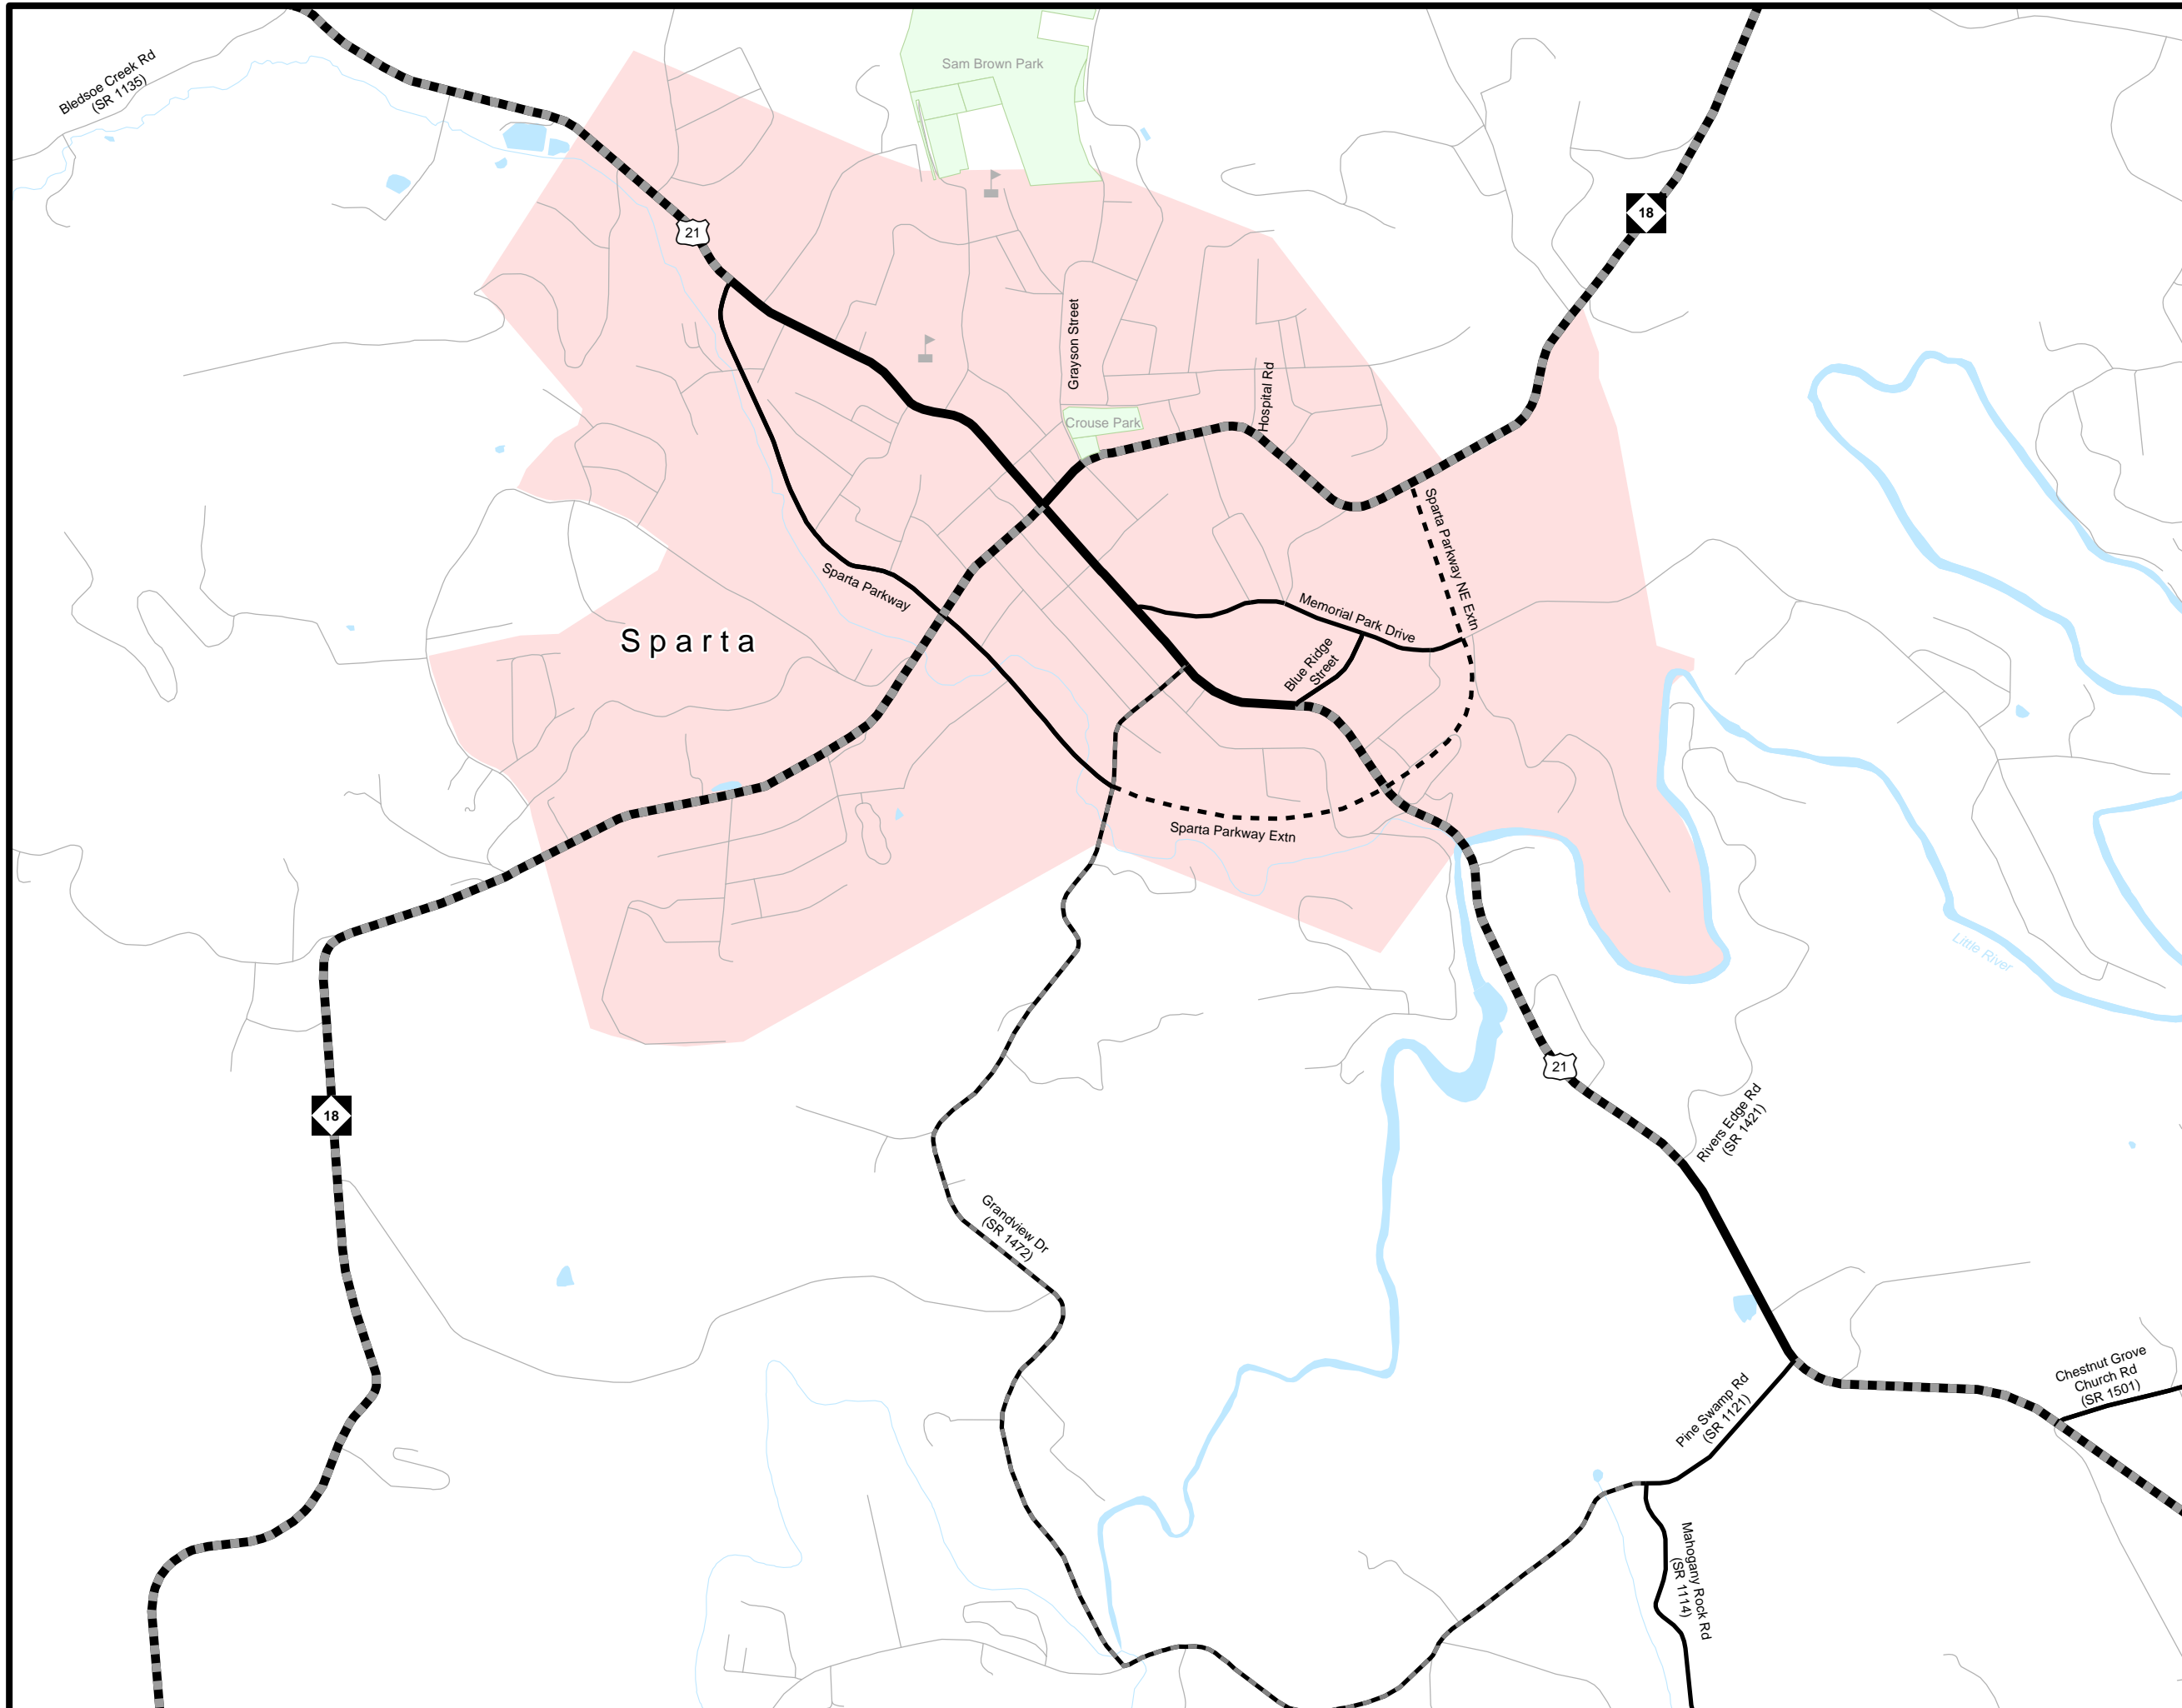 Bledsoe Creek Rd
(SR 1135)
Sam Brown Park
18
21
Grayson Street
Hospital Rd
Crouse Park
Sparta Parkway NE Extn
Sparta Parkway
Memorial Park Drive
Sparta
Blue Ridge
Street
Sparta Parkway Extn
Little River
21
18
Rivers Edge Rd
(SR 1421)
Grandview Dr
(SR 1472)
Chestnut Grove
Church Rd
(SR 1501)
Pine Swamp Rd
(SR 1121)
Mahogany Rock Rd
(SR 1114)